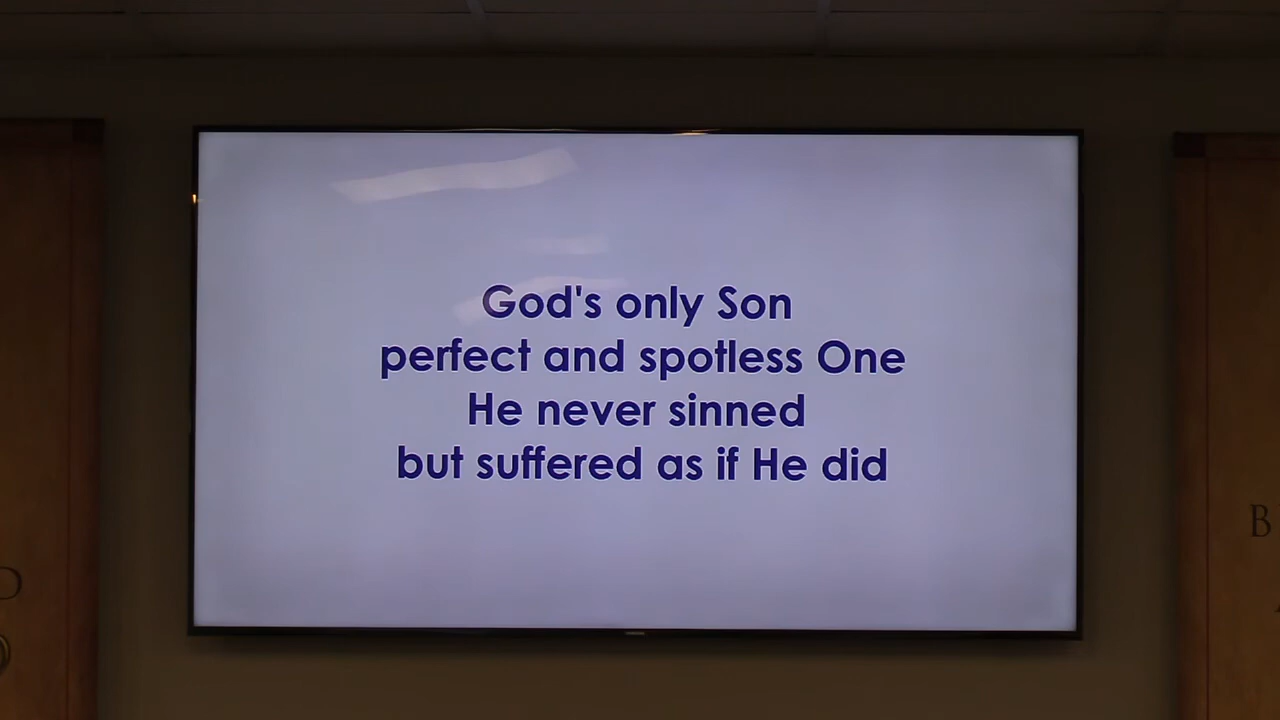 God's only Son
perfect and spotless One
He never sinned
but suffered as if He did